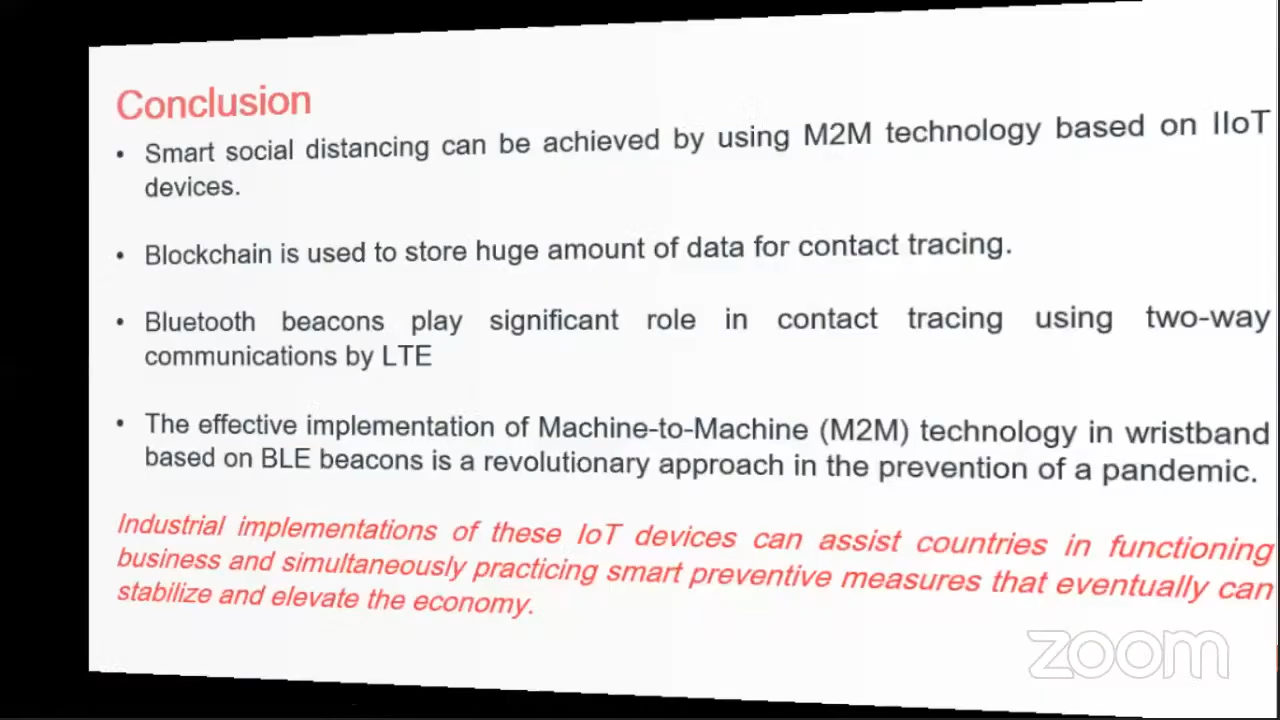 Conclusion
• Smart social distancing can be achieved by using M2M technology based on IIoT
devices.
• Blockchain is used to store huge amount of data for contact tracing.
• Bluetooth beacons play significant role in contact tracing using two-way
communications by LTE
• The effective implementation of Machine-to-Machine (M2M) technology in wristband
based on BLE beacons is a revolutionary approach in the prevention of a pandemic.
Industrial implementations of these IoT devices can assist countries in functioning
business and simultaneously practicing smart preventive measures that eventually can
stabilize and elevate the economy.
zoom